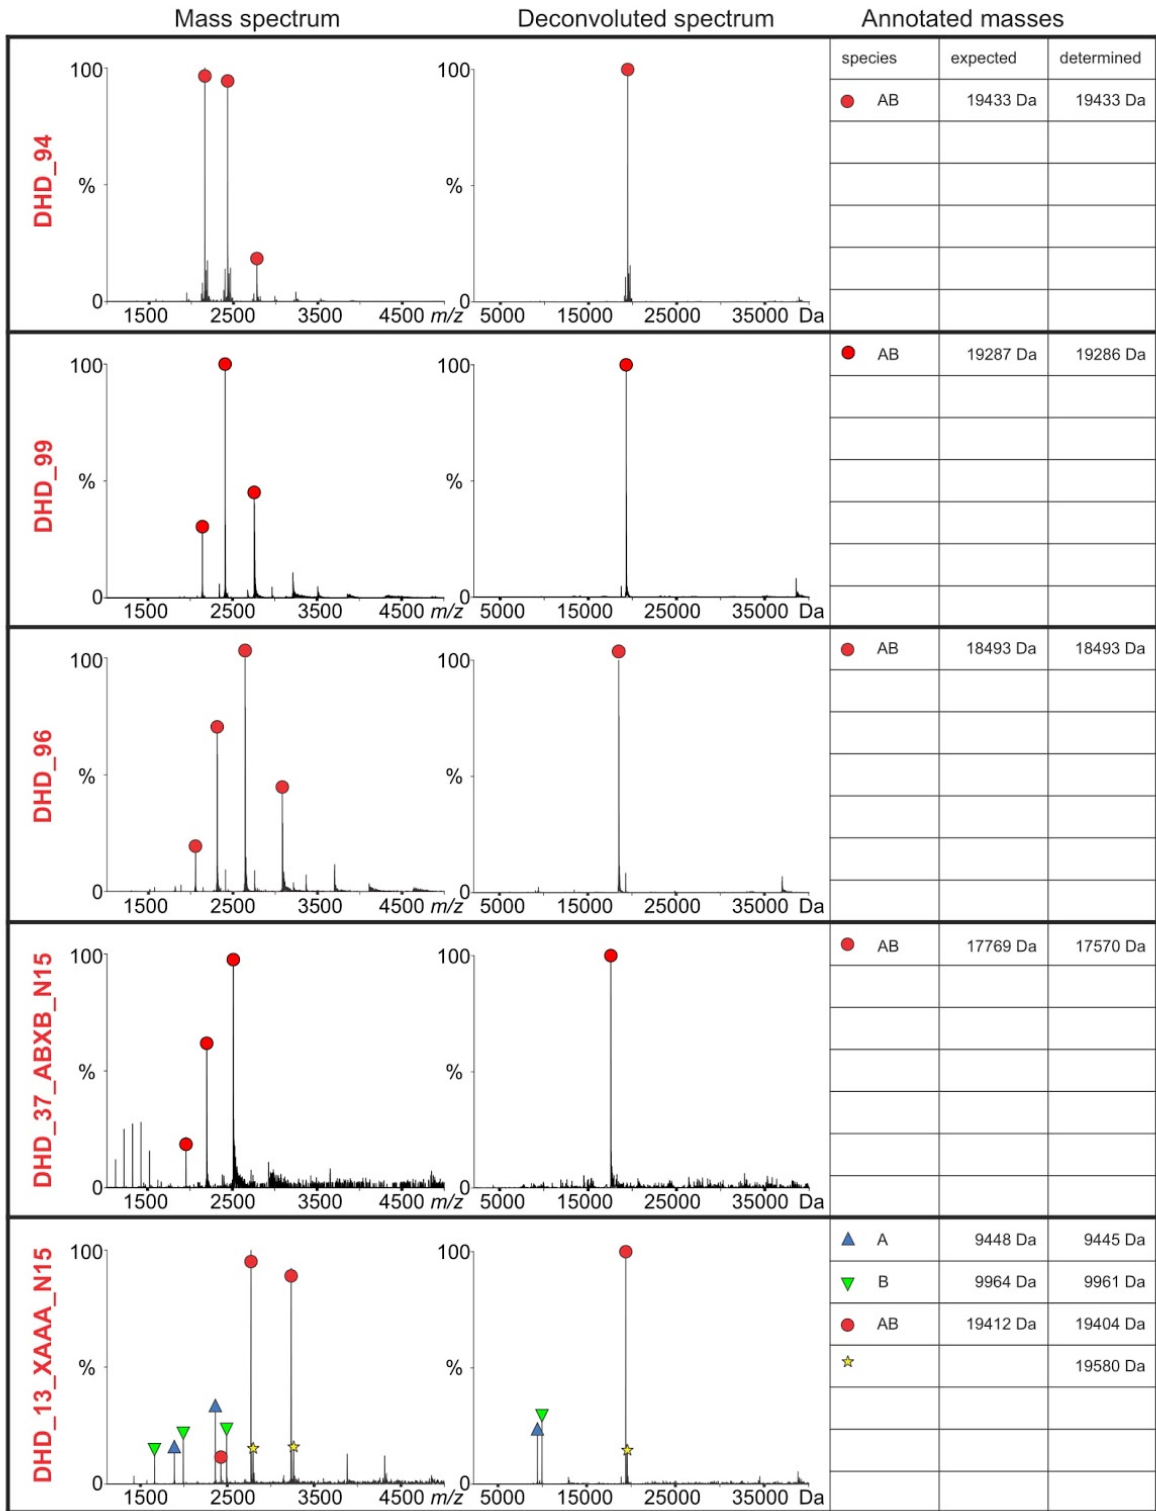 Mass spectrum Deconvoluted spectrum Annotated masses
DHD_94
100
%
0
1500 2500 3500 4500 m/z
100
%
0
5000 15000 25000 35000 Da
species expected determined
AB 19433 Da 19433 Da
DHD_99
100
%
0
1500 2500 3500 4500 m/z
100
%
0
5000 15000 25000 35000 Da
AB 19287 Da 19286 Da
DHD_96
100
%
0
1500 2500 3500 4500 m/z
100
%
0
5000 15000 25000 35000 Da
AB 18493 Da 18493 Da
DHD_37_ABXB_N15
100
%
0
1500 2500 3500 4500 m/z
100
%
0
5000 15000 25000 35000 Da
AB 17769 Da 17570 Da
DHD_13_XAAA_N15
100
%
0
1500 2500 3500 4500 m/z
100
%
0
5000 15000 25000 35000 Da
A 9448 Da 9445 Da
B 9964 Da 9961 Da
AB 19412 Da 19404 Da
19580 Da